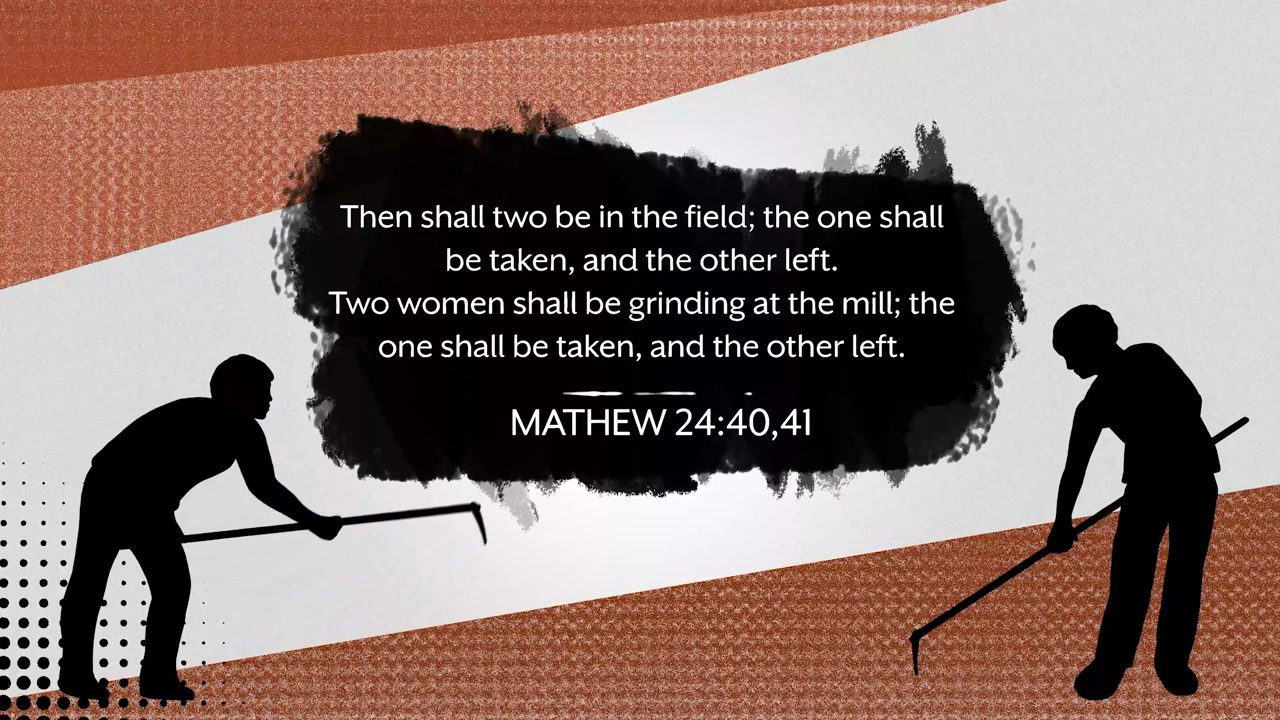 Then shall two be in the field; the one shall
be taken, and the other left.
Two women shall be grinding at the mill; the
one shall be taken, and the other left.
MATHEW 24:40,41